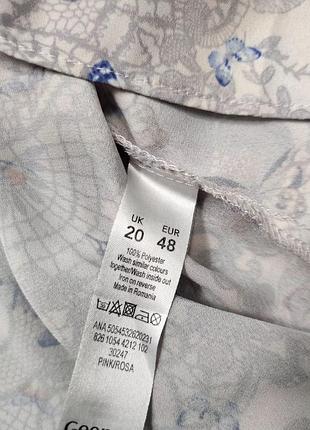 UK EUR
20 48
100% Polyester
Wash similar colours
together/Wash inside out
Iron on reverse
Made in Romania
ANA 5054532620291
826 1054 4212 102
30247
PINK/ROSA